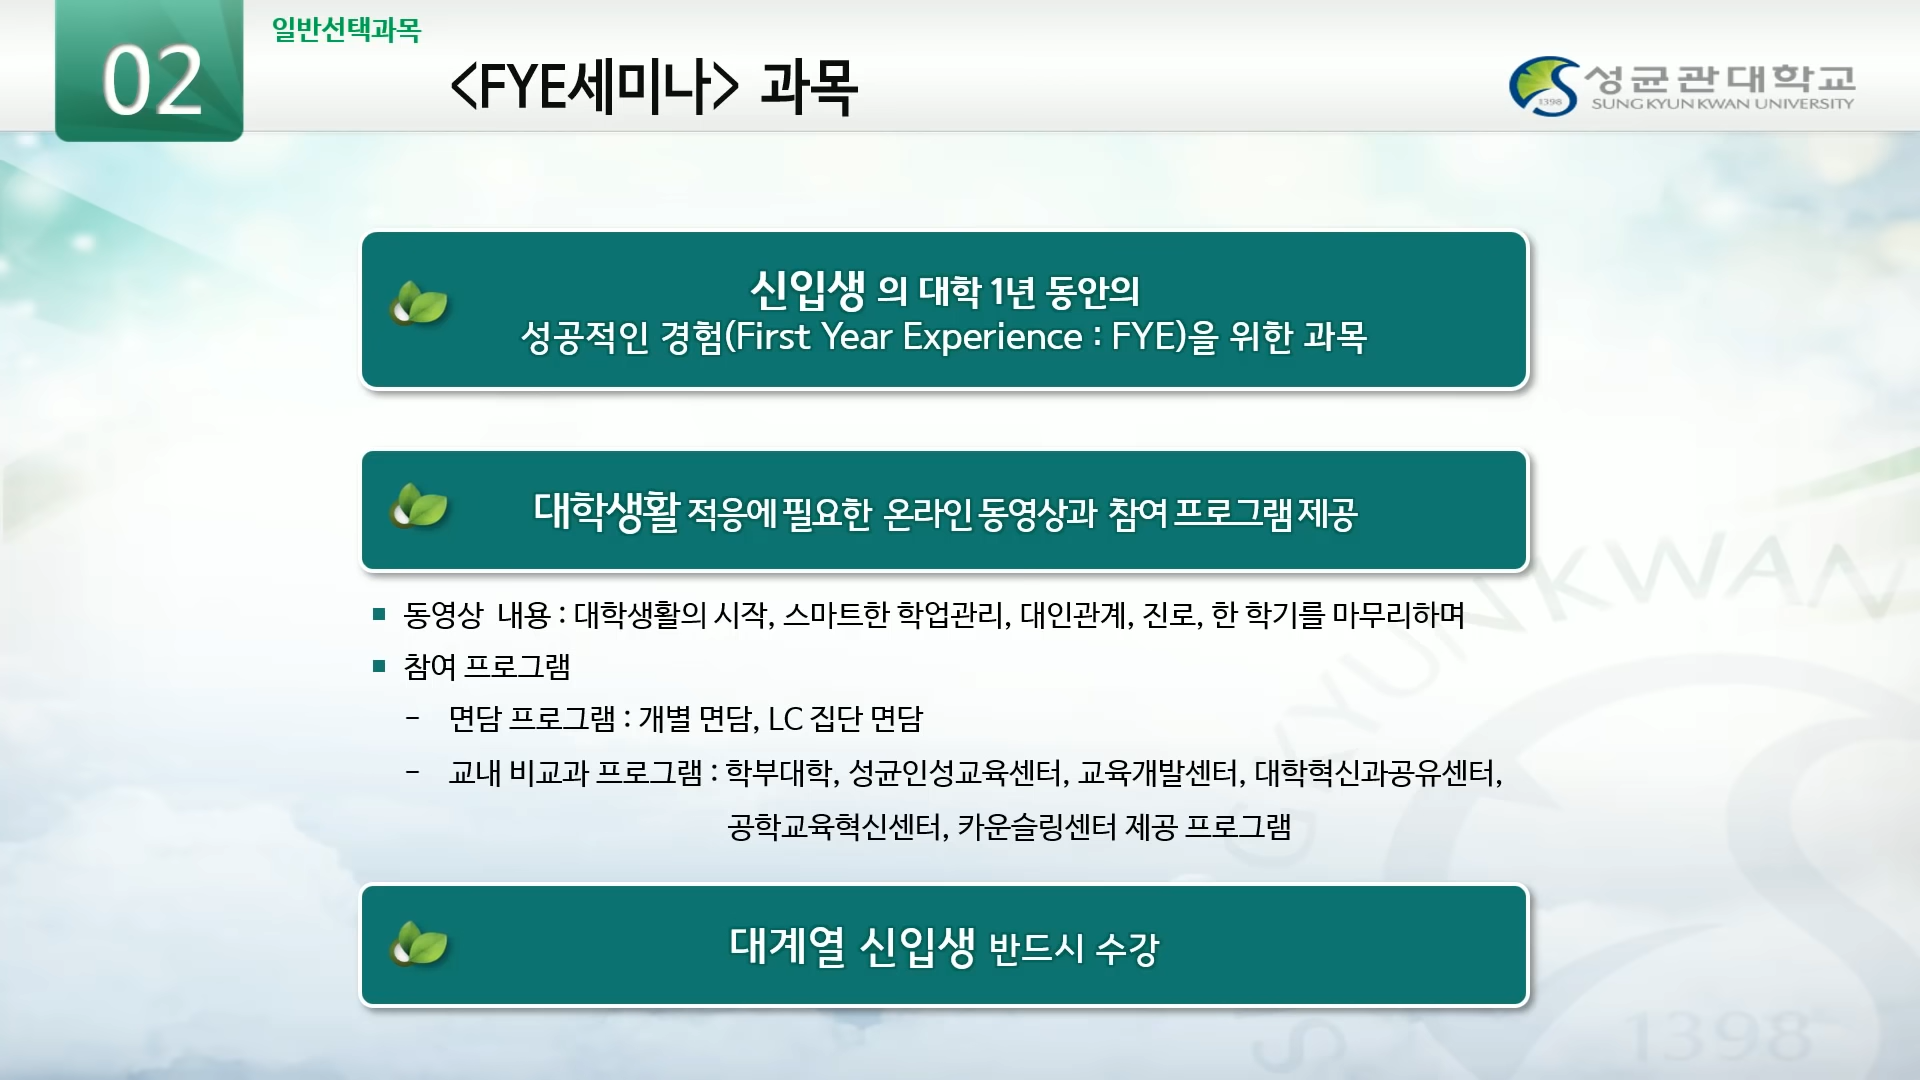 02
일반선택과목
<FYE세미나> 과목
성균관대학교
1398
SUNG KYUN KWAN UNIVERSITY
신입생 의 대학 1년 동안의
성공적인 경험(First Year Experience : FYE)을 위한 과목
대학생활 적응에 필요한 온라인 동영상과 참여 프로그램 제공
■ 동영상 내용 : 대학생활의 시작, 스마트한 학업관리, 대인관계, 진로, 한 학기를 마무리하며
■ 참여 프로그램
- 면담 프로그램 : 개별 면담, LC 집단 면담
- 교내 비교과 프로그램 : 학부대학, 성균인성교육센터, 교육개발센터, 대학혁신과공유센터,
공학교육혁신센터, 카운슬링센터 제공 프로그램
대계열 신입생 반드시 수강
GKYUNKWAN
S
1398